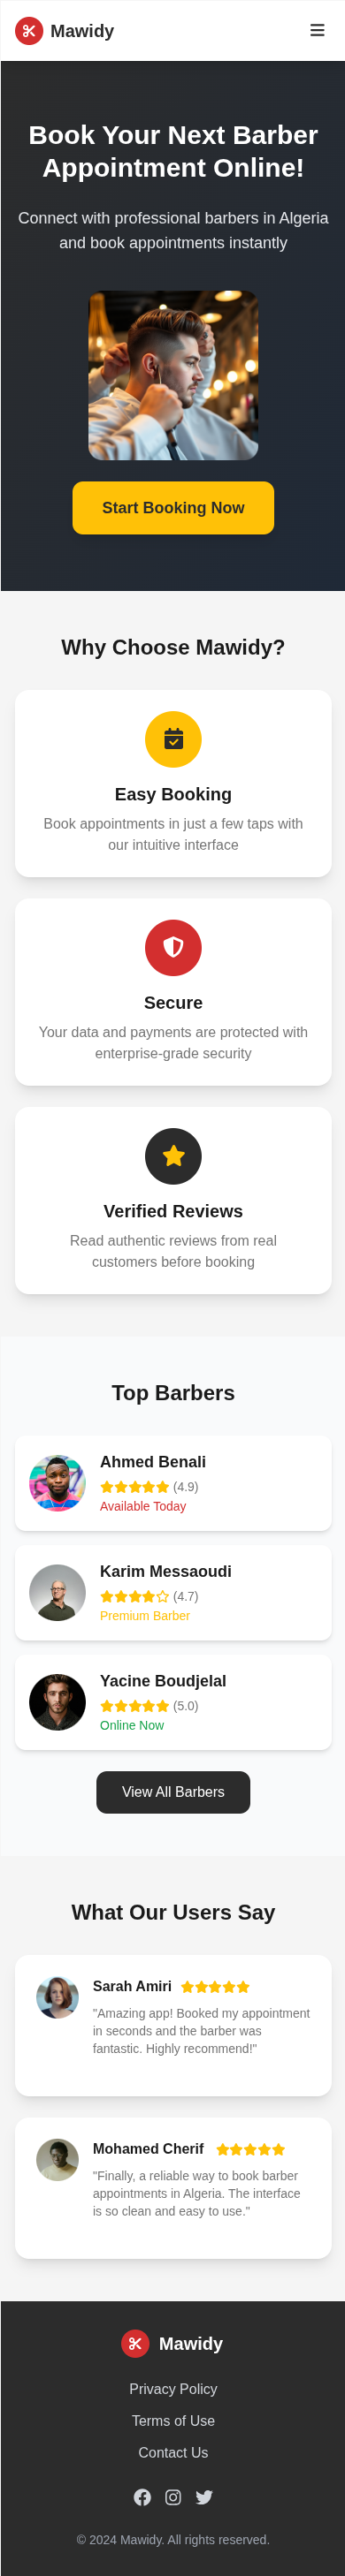 Mawidy
Book Your Next Barber
Appointment Online!
Connect with professional barbers in Algeria
and book appointments instantly
Start Booking Now
Why Choose Mawidy?
Easy Booking
Book appointments in just a few taps with
our intuitive interface
Secure
Your data and payments are protected with
enterprise-grade security
Verified Reviews
Read authentic reviews from real
customers before booking
Top Barbers
Ahmed Benali
(4.9)
Available Today
Karim Messaoudi
(4.7)
Premium Barber
Yacine Boudjelal
(5.0)
Online Now
View All Barbers
What Our Users Say
Sarah Amiri
"Amazing app! Booked my appointment
in seconds and the barber was
fantastic. Highly recommend!"
Mohamed Cherif
"Finally, a reliable way to book barber
appointments in Algeria. The interface
is so clean and easy to use."
Mawidy
Privacy Policy
Terms of Use
Contact Us
© 2024 Mawidy. All rights reserved.